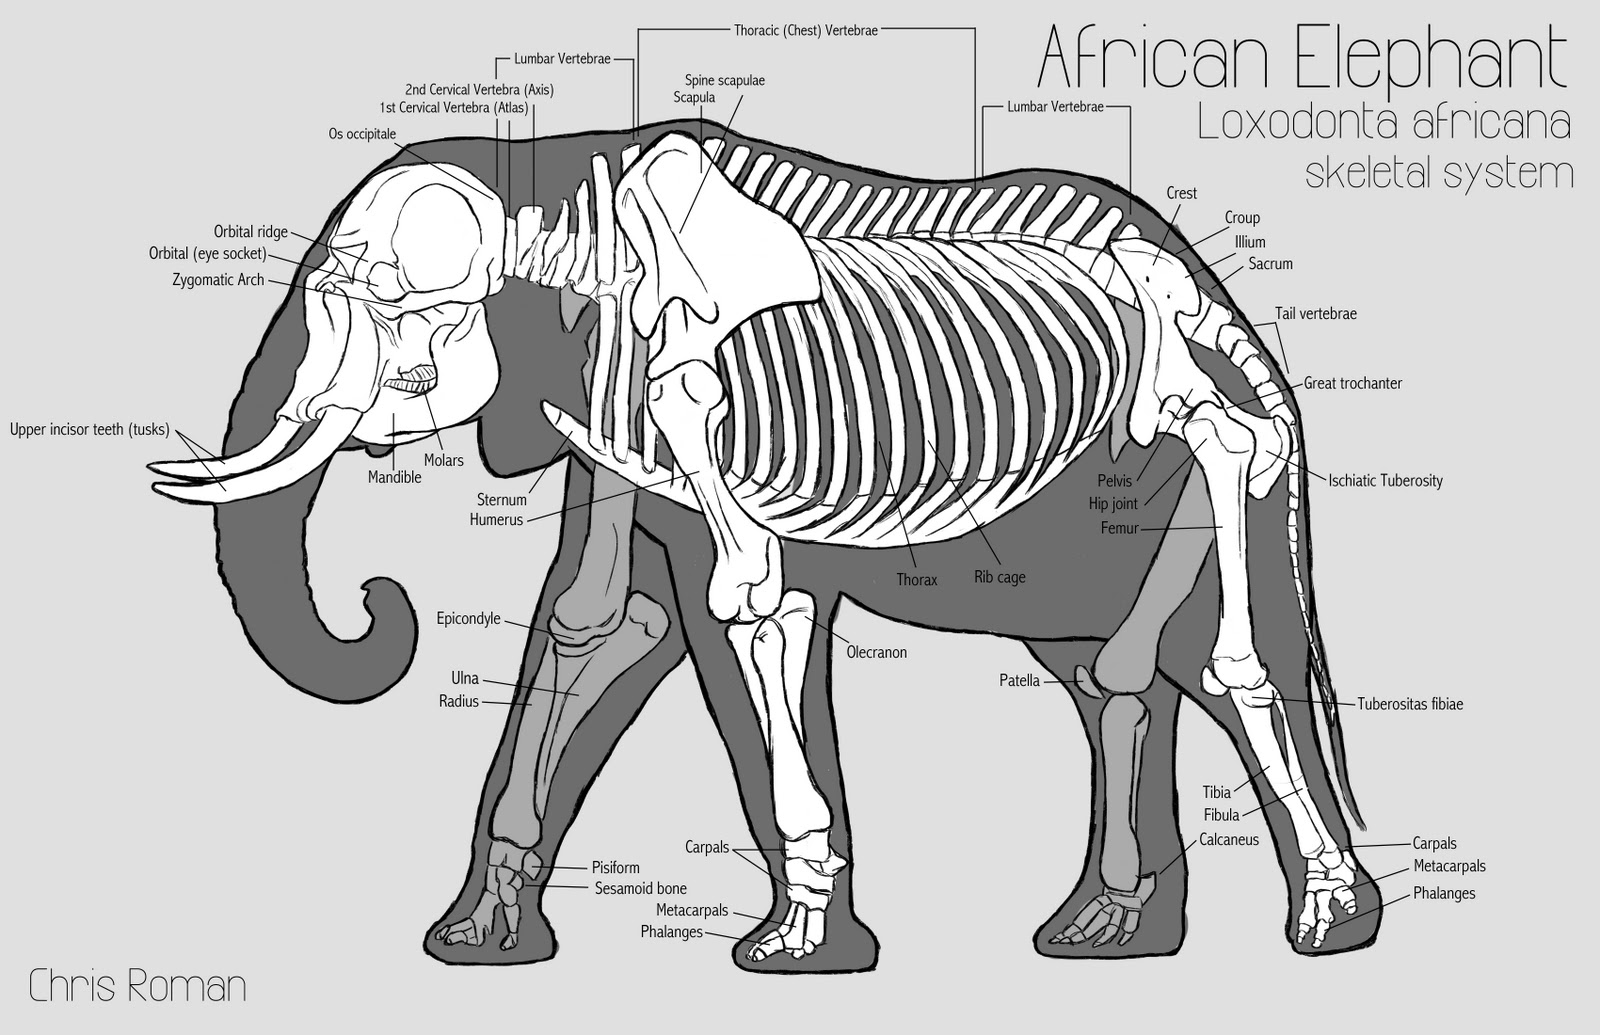 African Elephant
Loxodonta africana
skeletal system
Thoracic (Chest) Vertebrae
Lumbar Vertebrae
Spine scapulae
Scapula
2nd Cervical Vertebra (Axis)
1st Cervical Vertebra (Atlas)
Lumbar Vertebrae
Os occipitale
Crest
Croup
Illium
Sacrum
Orbital ridge
Orbital (eye socket)
Zygomatic Arch
Tail vertebrae
Great trochanter
Upper incisor teeth (tusks)
Molars
Mandible
Sternum
Humerus
Pelvis
Hip joint
Femur
Ischiatic Tuberosity
Thorax
Rib cage
Epicondyle
Olecranon
Ulna
Radius
Patella
Tuberositas fibiae
Tibia
Fibula
Calcaneus
Carpals
Metacarpals
Phalanges
Carpals
Pisiform
Sesamoid bone
Metacarpals
Phalanges
Chris Roman